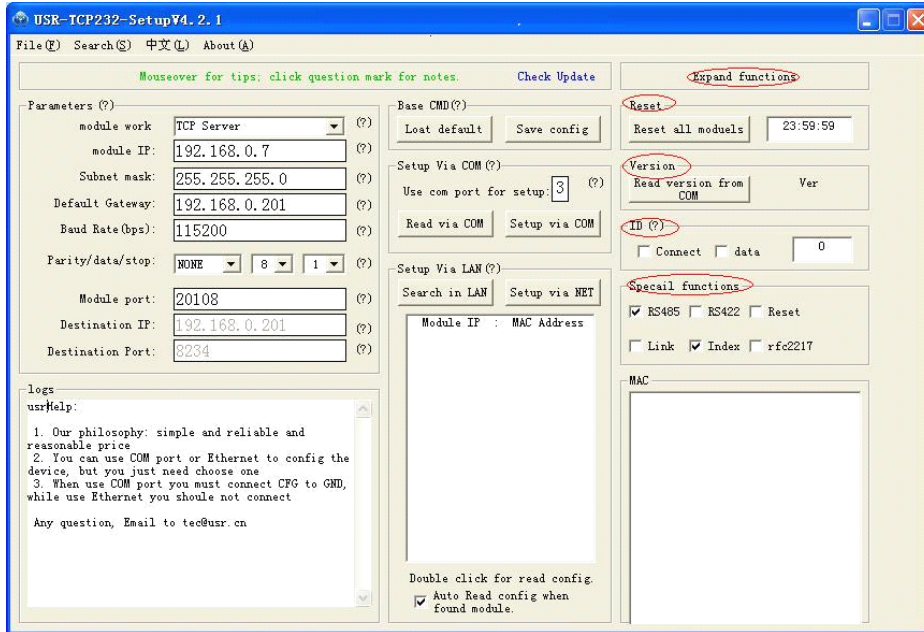 USR-TCP232-SetupV4.2.1
File(F) Search(S) 中文(L) About(A)
Mouseover for tips; click question mark for notes. Check Update
Expand functions
Parameters (?)
module work TCP Server (?)
module IP: 192.168.0.7 (?)
Subnet mask: 255.255.255.0 (?)
Default Gateway: 192.168.0.201 (?)
Baud Rate(bps): 115200 (?)
Parity/data/stop: NONE 8 1 (?)
Module port: 20108 (?)
Destination IP: 192.168.0.201 (?)
Destination Port: 8234 (?)
logs
usrHelp:
1. Our philosophy: simple and reliable and
reasonable price
2. You can use COM port or Ethernet to config the
device, but you just need choose one
3. When use COM port you must connect CFG to GND,
while use Ethernet you shoule not connect
Any question, Email to tec@usr.cn
Base CMD(?)
Loat default Save config
Setup Via COM(?)
Use com port for setup: 3 (?)
Read via COM Setup via COM
Setup Via LAN(?)
Search in LAN Setup via NET
Module IP : MAC Address
Double click for read config.
Auto Read config when
found module.
Reset
Reset all moduels 23:59:59
Version
Read version from
COM
Ver
ID (?)
Connect data 0
Specail functions
RS485 RS422 Reset
Link Index rfc2217
MAC